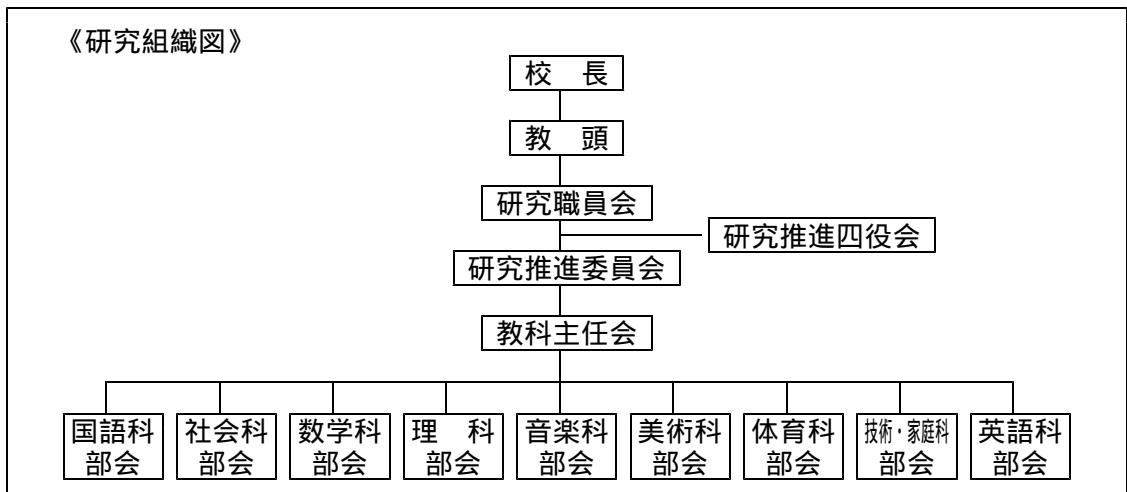 《研究組織図》
校　長
教　頭
研究職員会
研究推進四役会
研究推進委員会
教科主任会
国語科
部会
社会科
部会
数学科
部会
理　科
部会
音楽科
部会
美術科
部会
体育科
部会
技術・家庭科
部会
英語科
部会